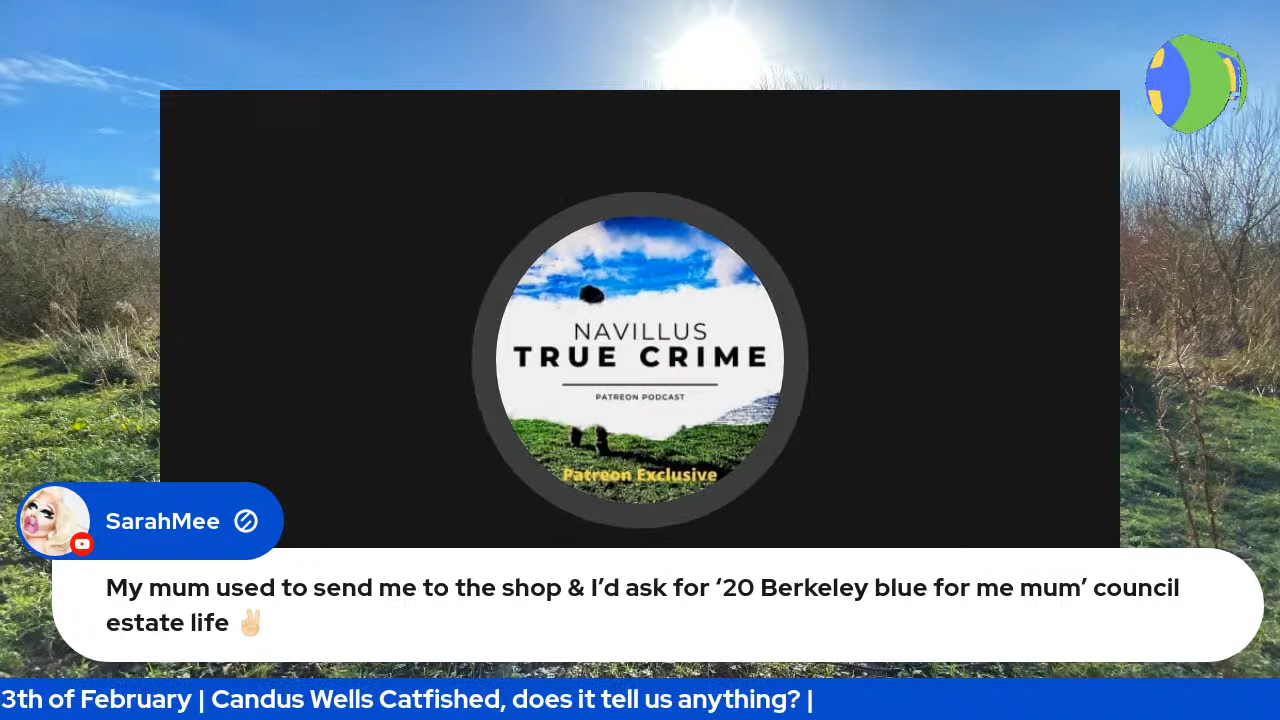 NAVILLUS
TRUE CRIME
PATREON PODCAST
Patreon Exclusive
SarahMee
My mum used to send me to the shop & I’d ask for ‘20 Berkeley blue for me mum’ council
estate life ✌🏻
3th of February | Candus Wells Catfished, does it tell us anything? |